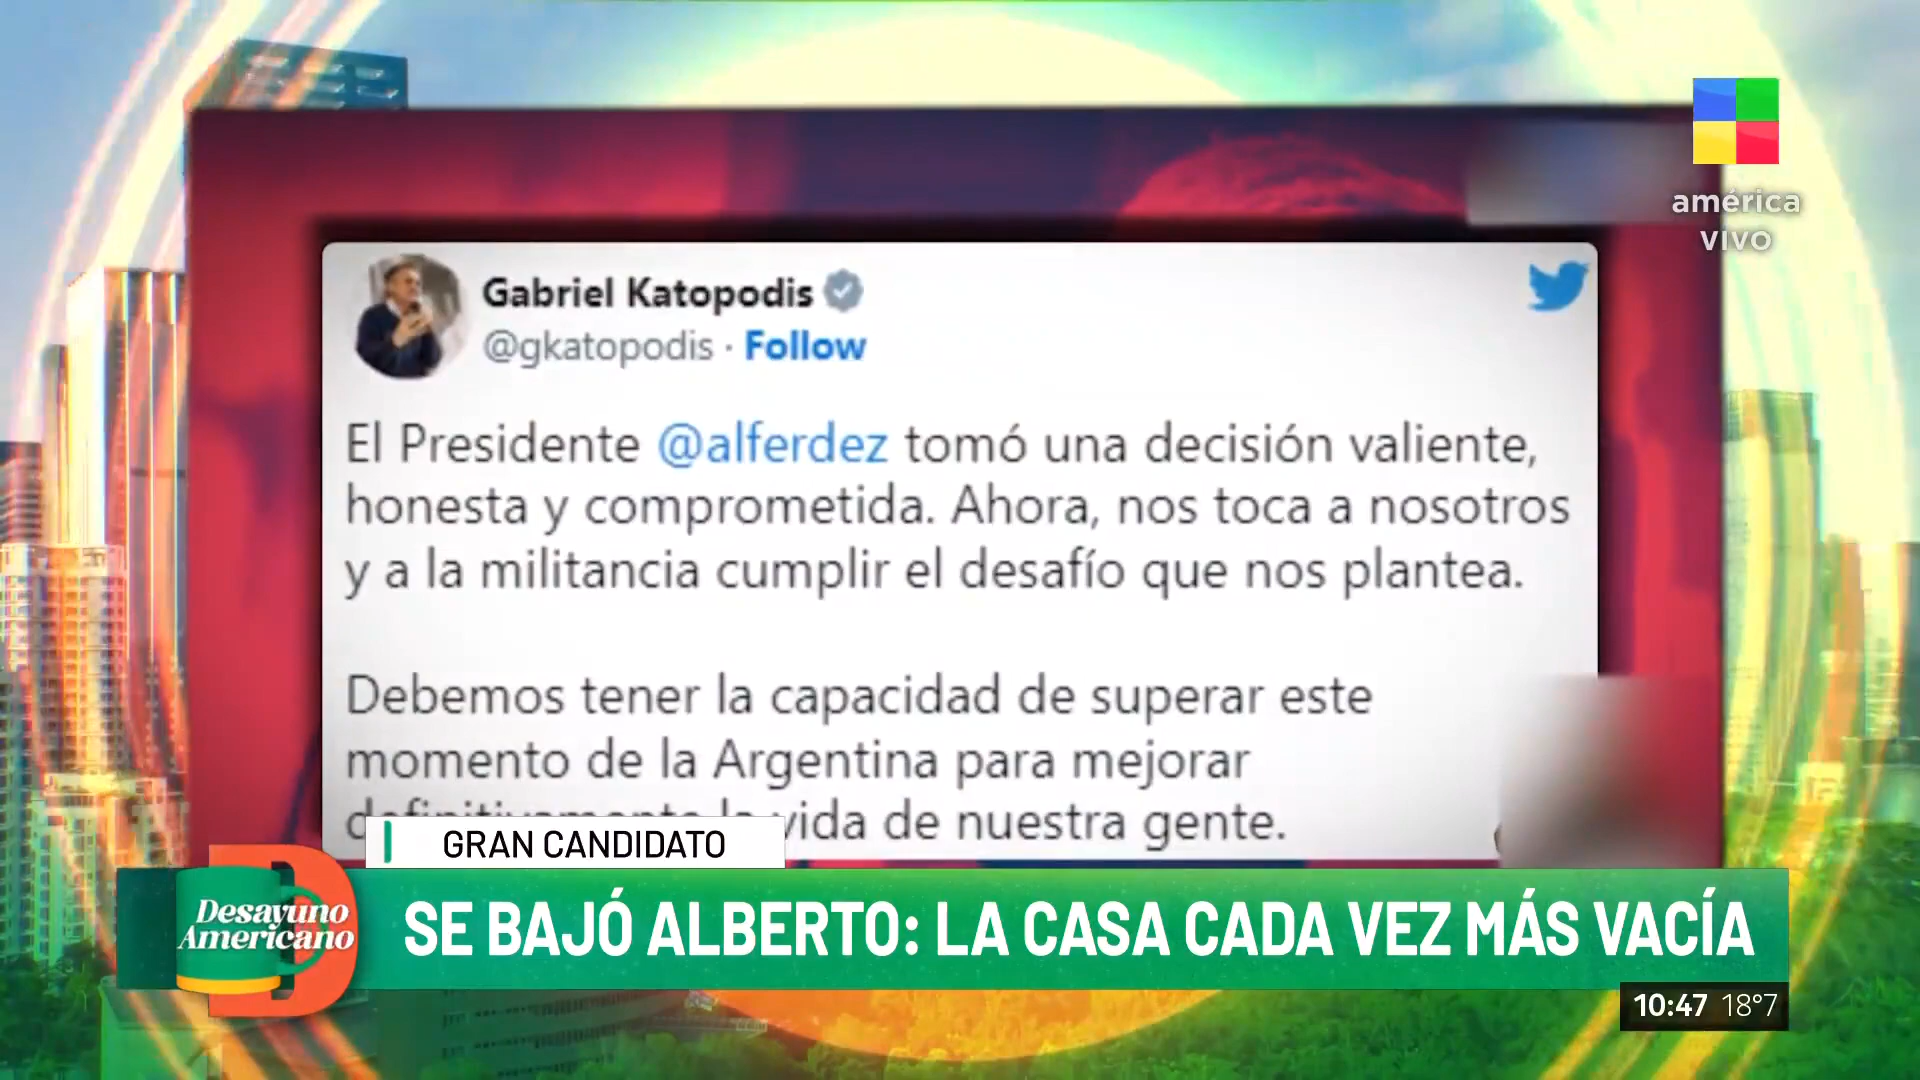 américa
VIVO
Gabriel Katopodis
@gkatopodis · Follow
El Presidente @alferdez tomó una decisión valiente,
honesta y comprometida. Ahora, nos toca a nosotros
y a la militancia cumplir el desafío que nos plantea.
Debemos tener la capacidad de superar este
momento de la Argentina para mejorar
definitivamente la vida de nuestra gente.
GRAN CANDIDATO
Desayuno
Americano
SE BAJÓ ALBERTO: LA CASA CADA VEZ MÁS VACÍA
10:47 18°7